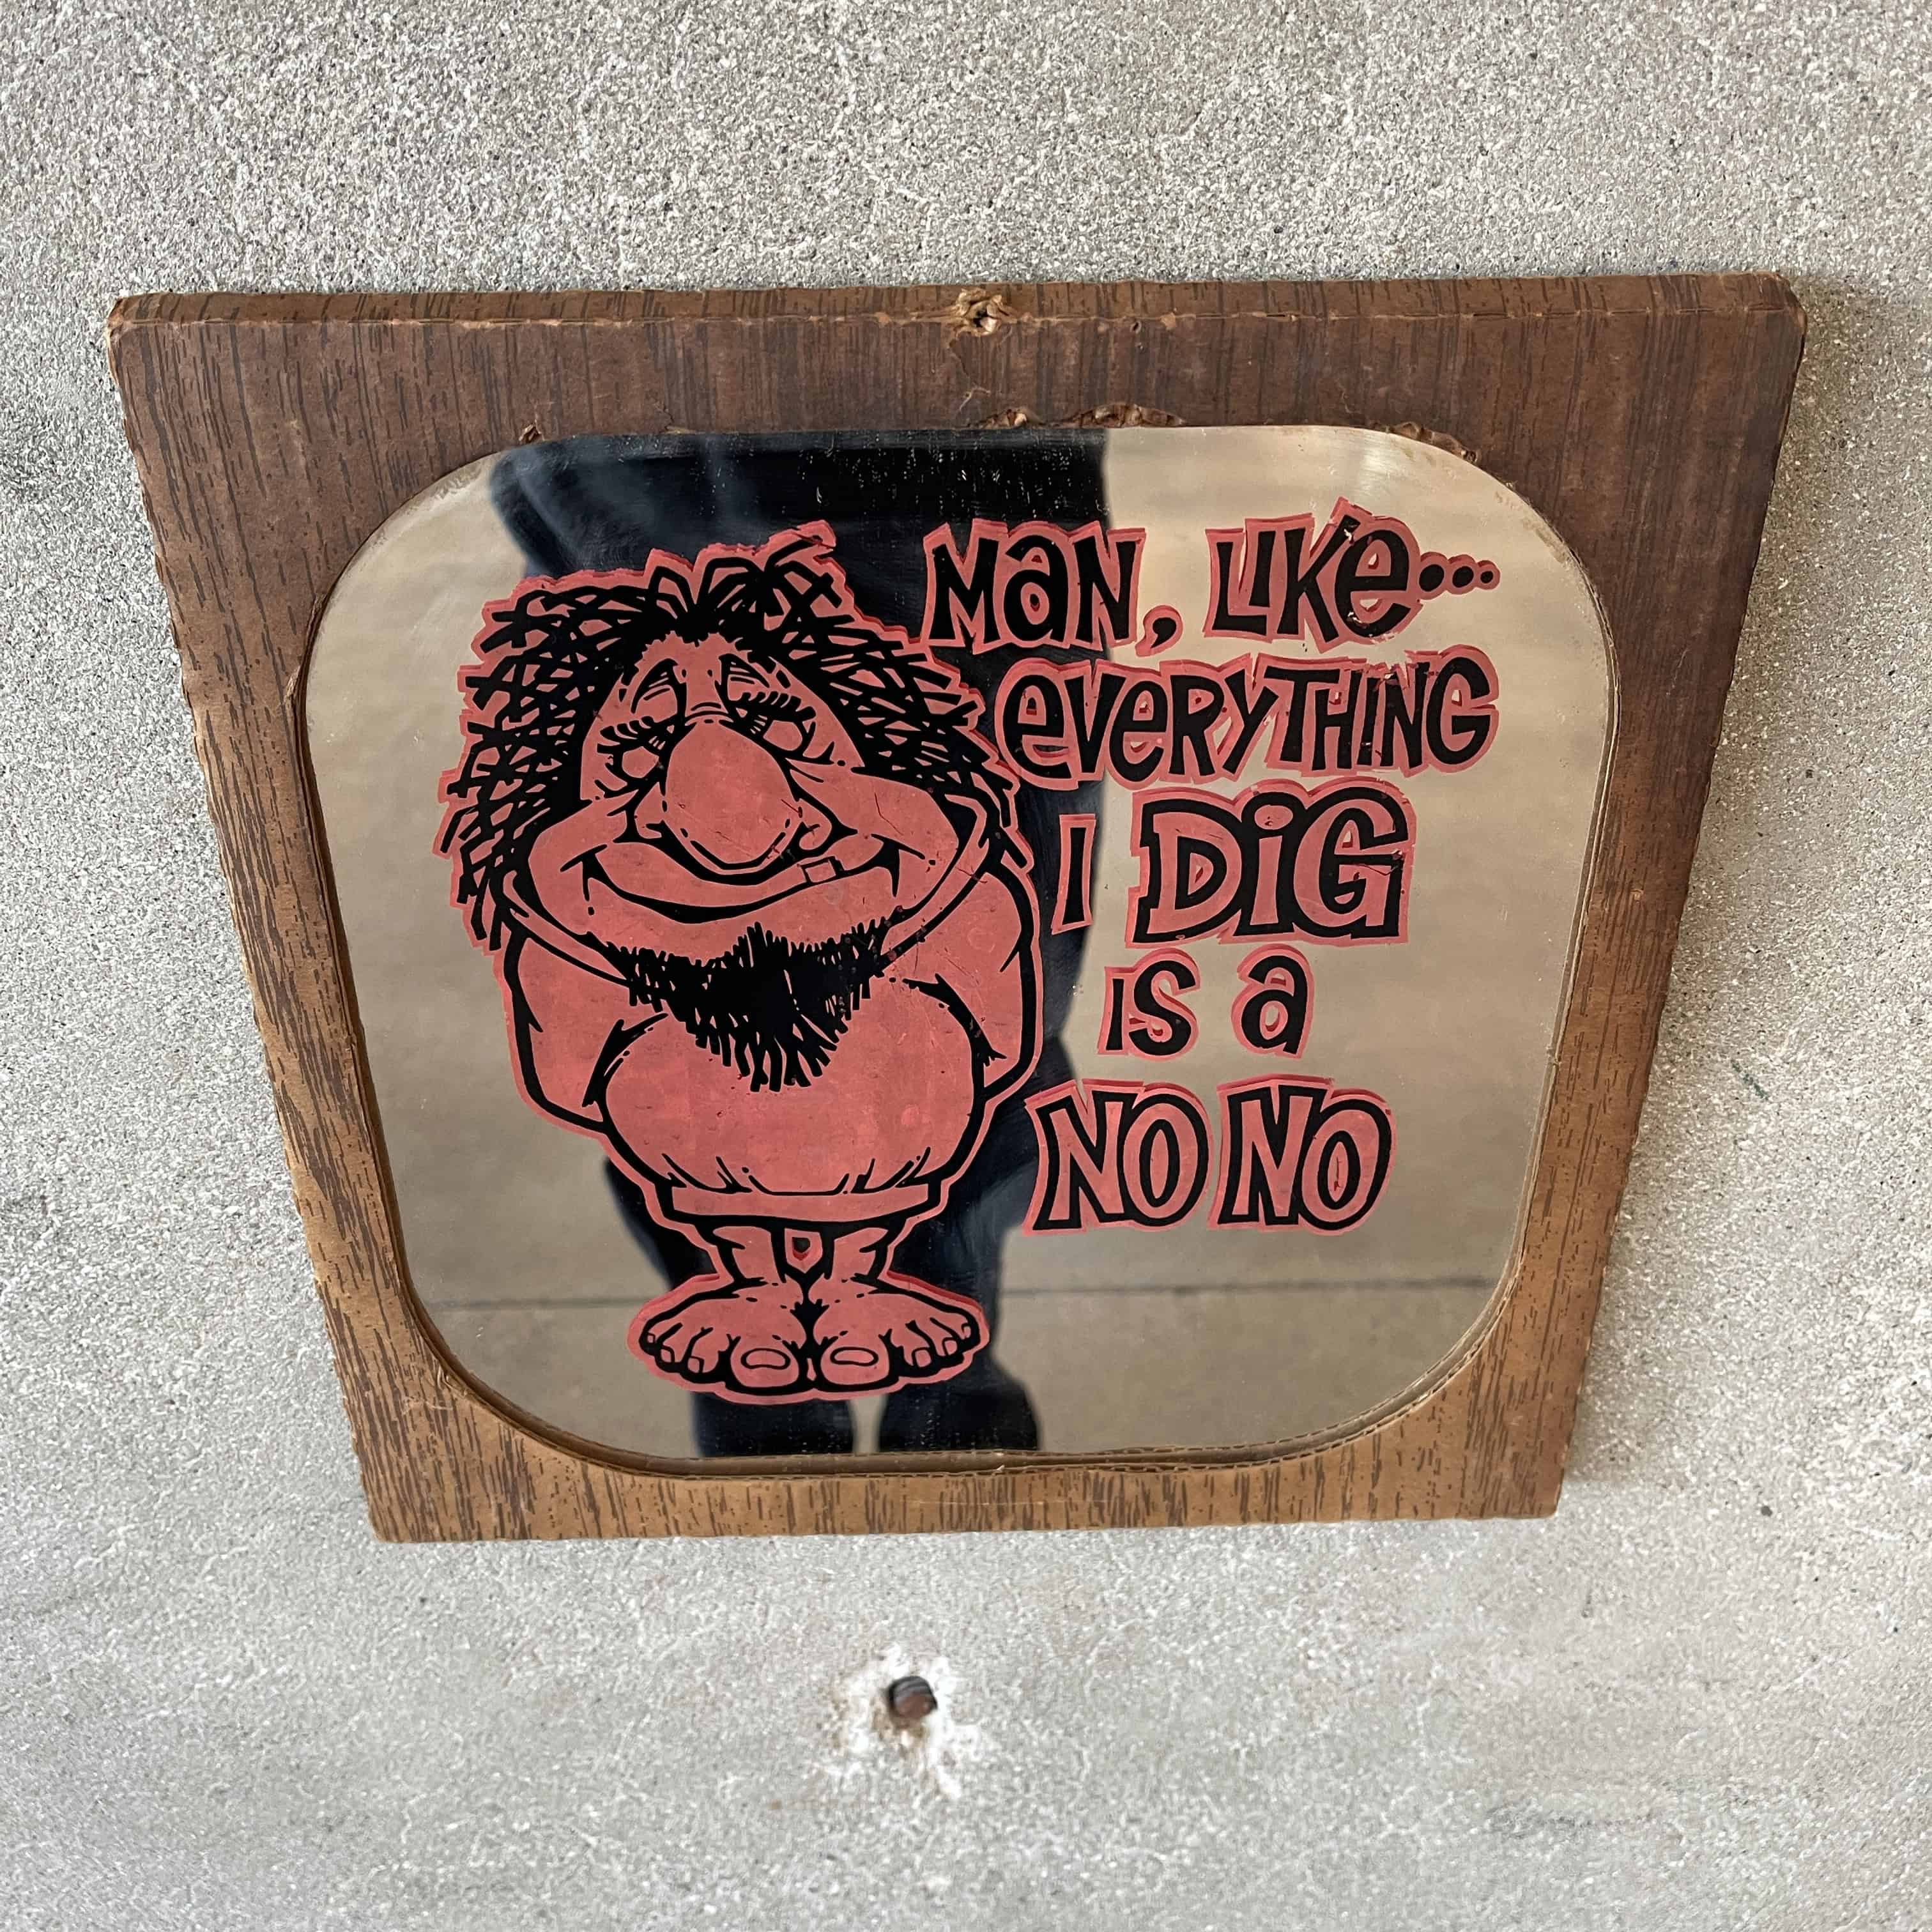 MaN, LIKe...
eVeRYTHING
I DiG
IS a
NO NO